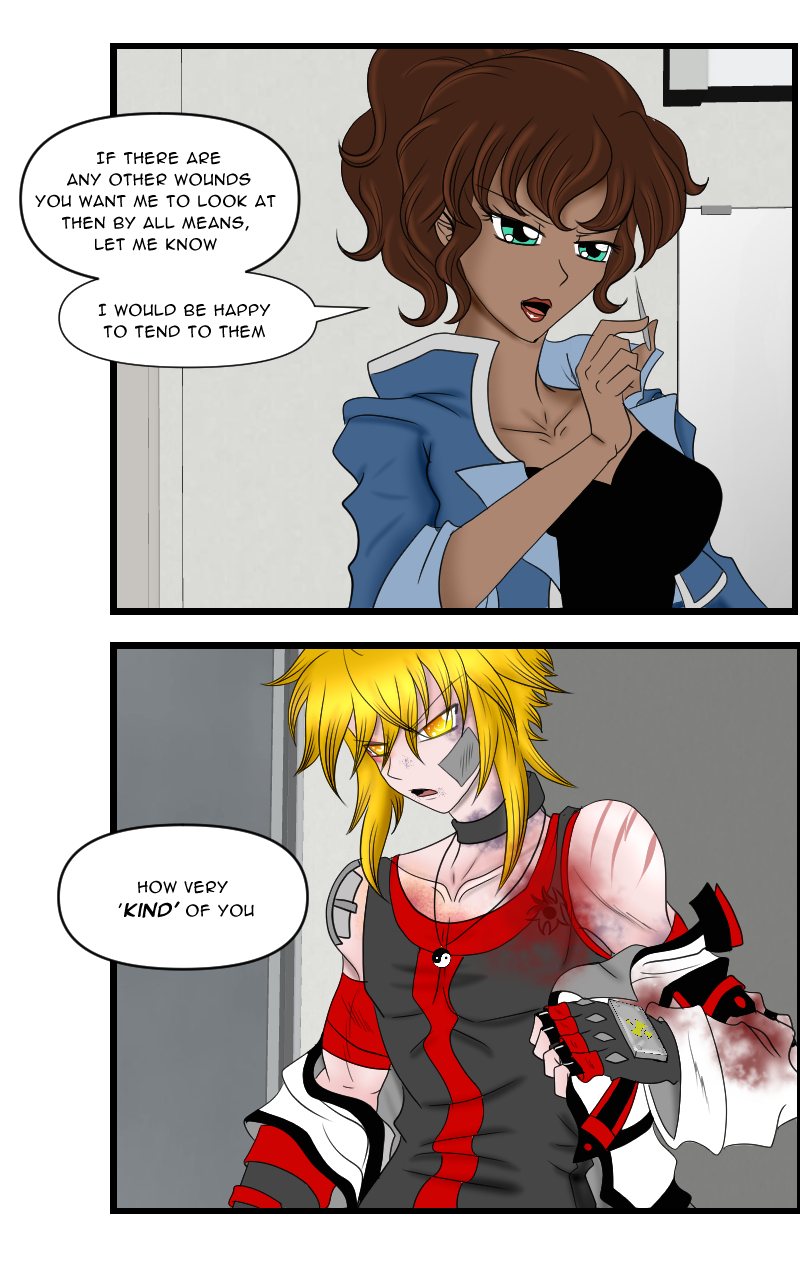 IF THERE ARE
ANY OTHER WOUNDS
YOU WANT ME TO LOOK AT
THEN BY ALL MEANS,
LET ME KNOW
I WOULD BE HAPPY
TO TEND TO THEM
HOW VERY
'KIND' OF YOU